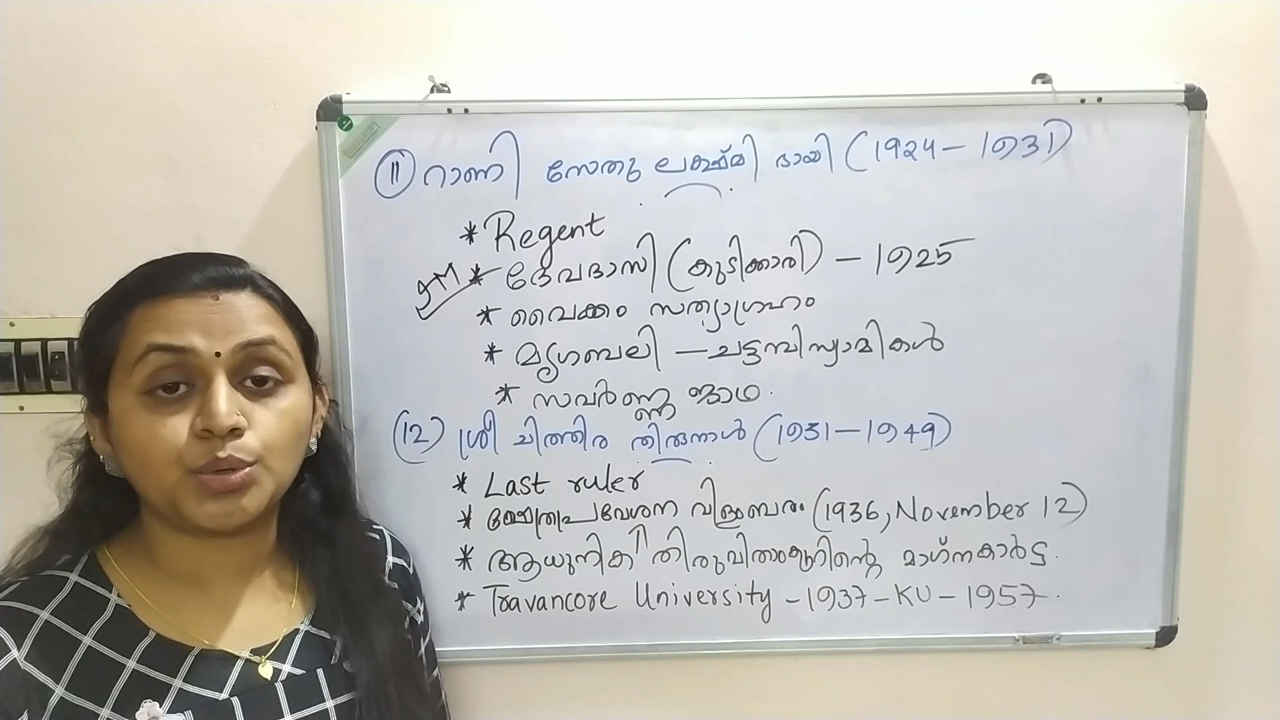 11 റാണി സേതു ലക്ഷ്മി ഭായി (1924 – 1931)
* Regent
* ദേവദാസി (കുടിക്കാരി) – 1925
* വൈക്കം സത്യാഗ്രഹം
* മൃഗബലി – ചട്ടമ്പിസ്വാമികൾ
* സവർണ്ണ ജാഥ.
(12) ശ്രീ ചിത്തിര തിരുനാൾ (1931 – 1949)
* Last ruler
* ക്ഷേത്രപ്രവേശന വിളംബരം (1936, November 12)
* ആധുനിക തിരുവിതാംകൂറിന്റെ മാഗ്നകാർട്ട.
* Travancore University – 1937 – KU – 1957.